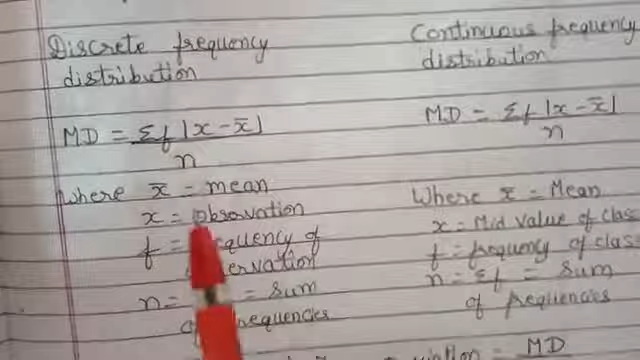 Discrete frequency
distribution
MD = Σf|x-x̄|
n
where x̄ = mean
x = observation
f = frequency of
n = = sum
of frequencies
Continuous frequency
distribution
MD = Σf|x-x̄|
n
Where x̄ = Mean
x = Mid value of class
f = frequency of class
n = Σf = sum
of frequencies
= MD